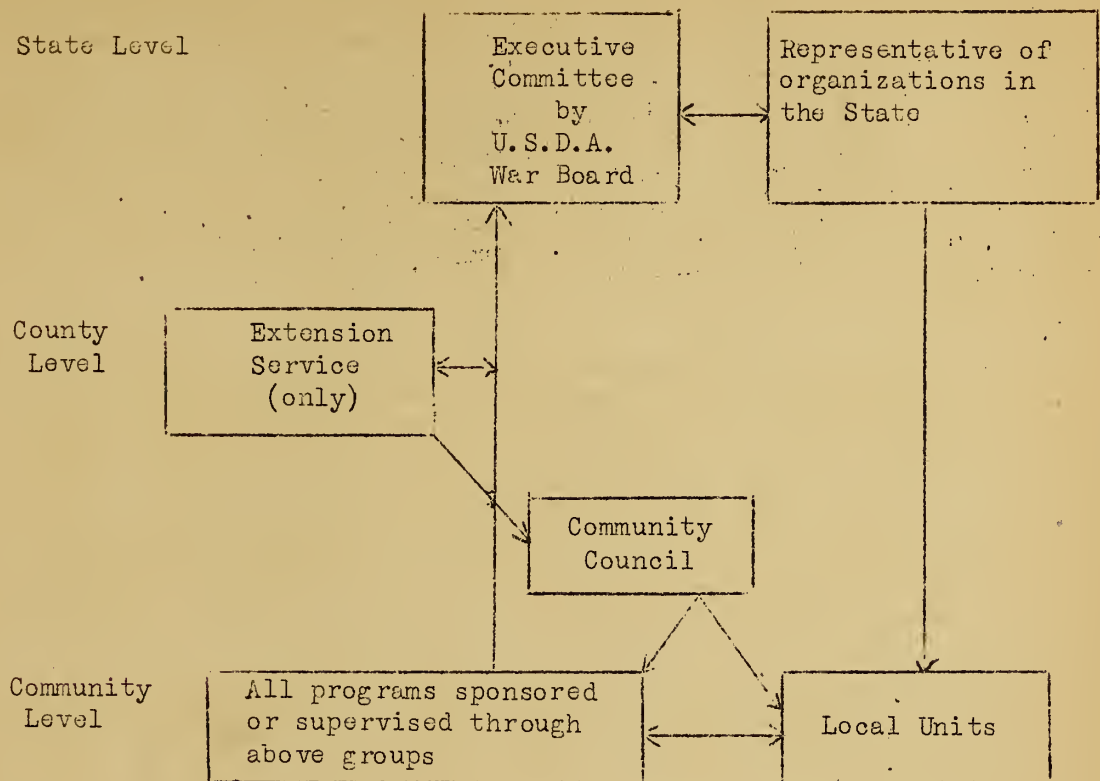 State Level
Executive
Committee
by
U.S.D.A.
War Board
Representative of
organizations in
the State
County
Level
Extension
Service
(only)
Community
Council
Community
Level
All programs sponsored
or supervised through
above groups
Local Units